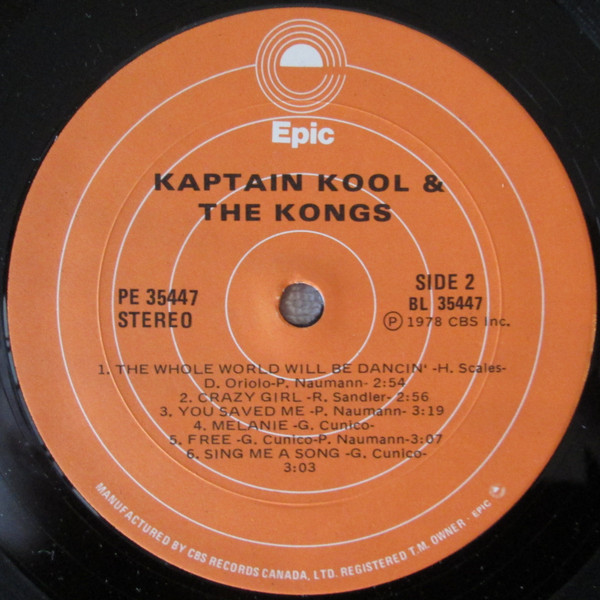 Epic
KAPTAIN KOOL &
THE KONGS
PE 35447
STEREO
SIDE 2
BL 35447
Ⓟ 1978 CBS Inc.
1. THE WHOLE WORLD WILL BE DANCIN' -H. Scales-
D. Oriolo-P. Naumann- 2:54
2. CRAZY GIRL -R. Sandler- 2:56
3. YOU SAVED ME -P. Naumann- 3:19
4. MELANIE -G. Cunico-
5. FREE -G. Cunico-P. Naumann-3:07
6. SING ME A SONG -G. Cunico-
3:03
MANUFACTURED BY CBS RECORDS CANADA, LTD. REGISTERED T.M. OWNER · EPIC